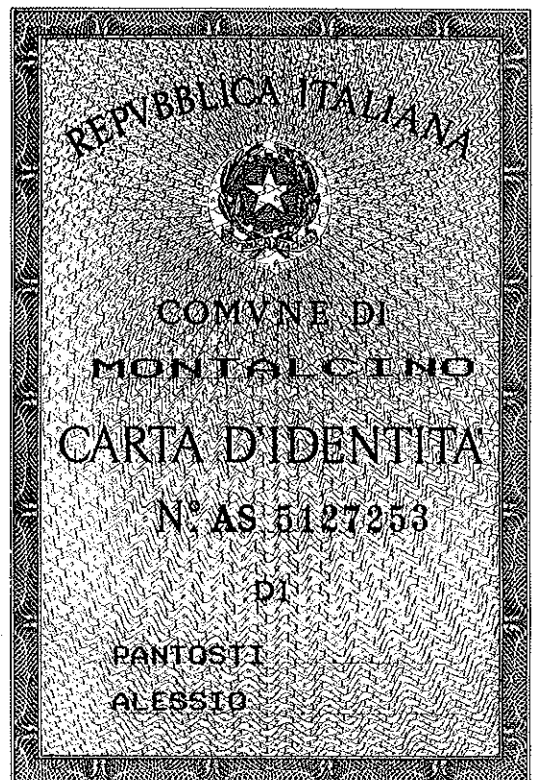 REPVBBLICA ITALIANA
COMVNE DI
MONTALCINO
CARTA D'IDENTITA'
N.º AS 5127253
DI
PANTOSTI
ALESSIO